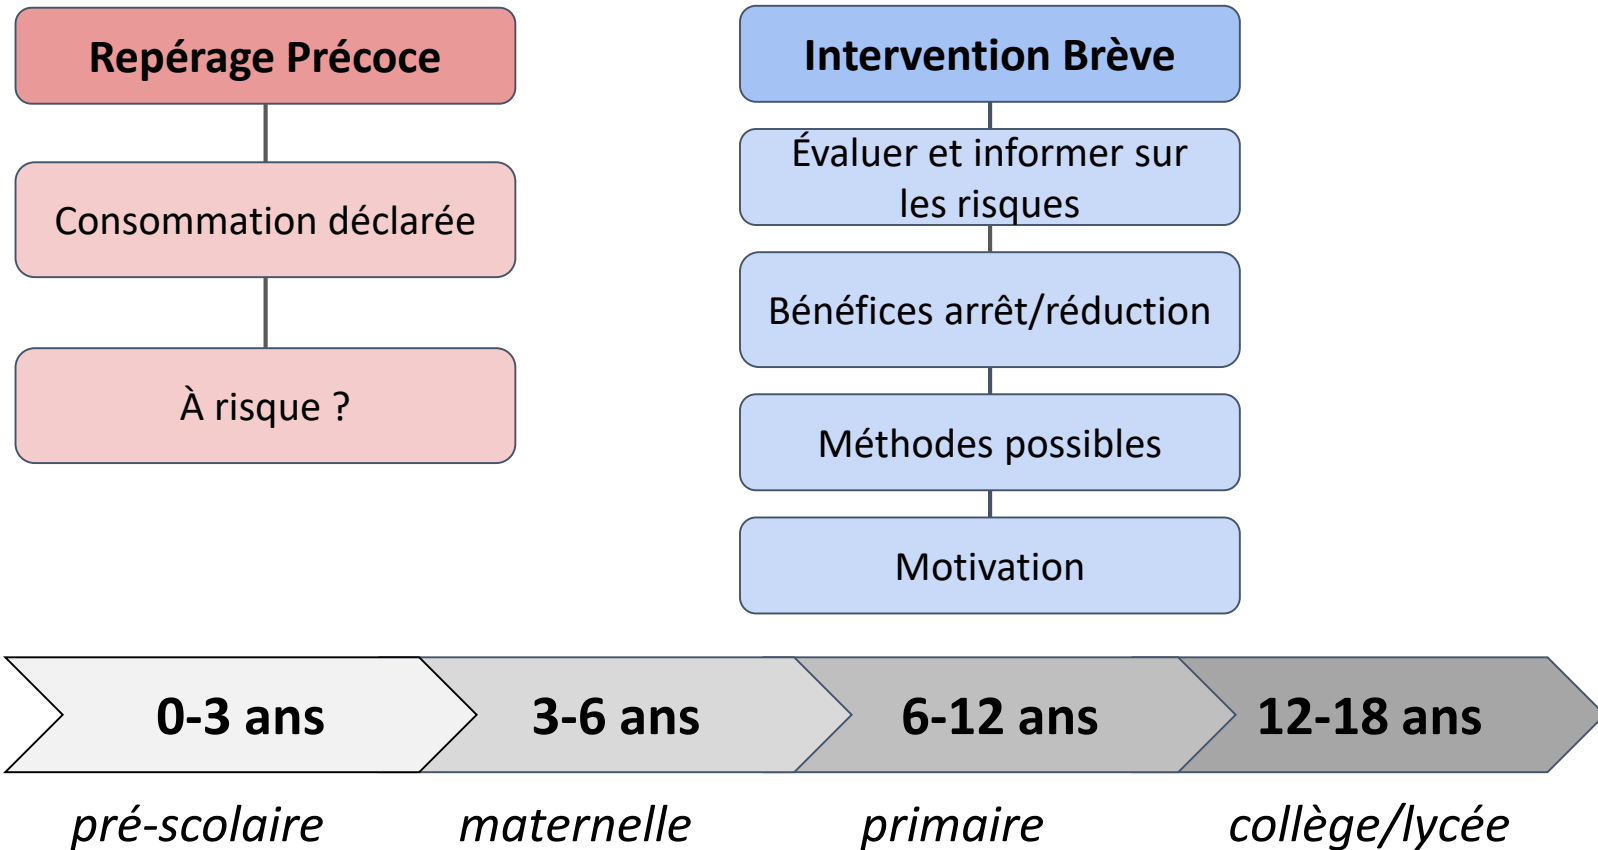 Repérage Précoce
Consommation déclarée
À risque ?
Intervention Brève
Évaluer et informer sur
les risques
Bénéfices arrêt/réduction
Méthodes possibles
Motivation
0-3 ans
3-6 ans
6-12 ans
12-18 ans
pré-scolaire
maternelle
primaire
collège/lycée